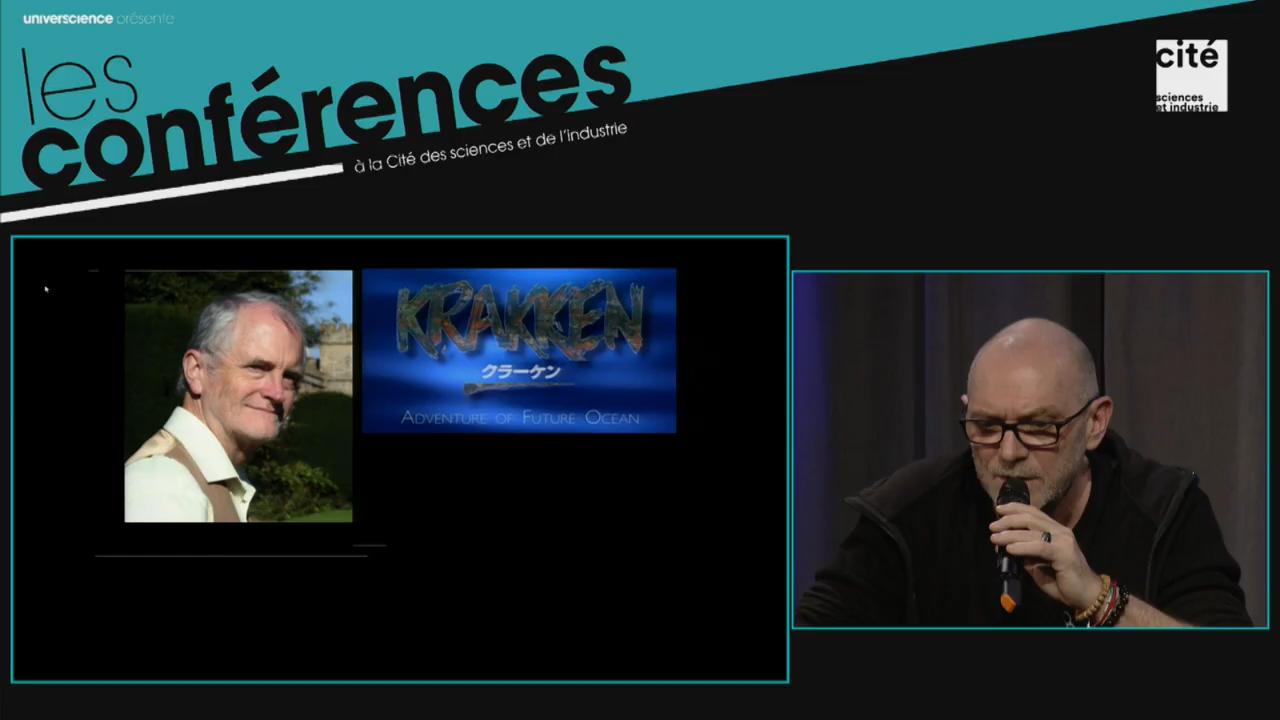 universcience présente
les
conférences
à la Cité des sciences et de l'industrie
cité
sciences
et industrie
KRAKKEN
クラーケン
ADVENTURE OF FUTURE OCEAN